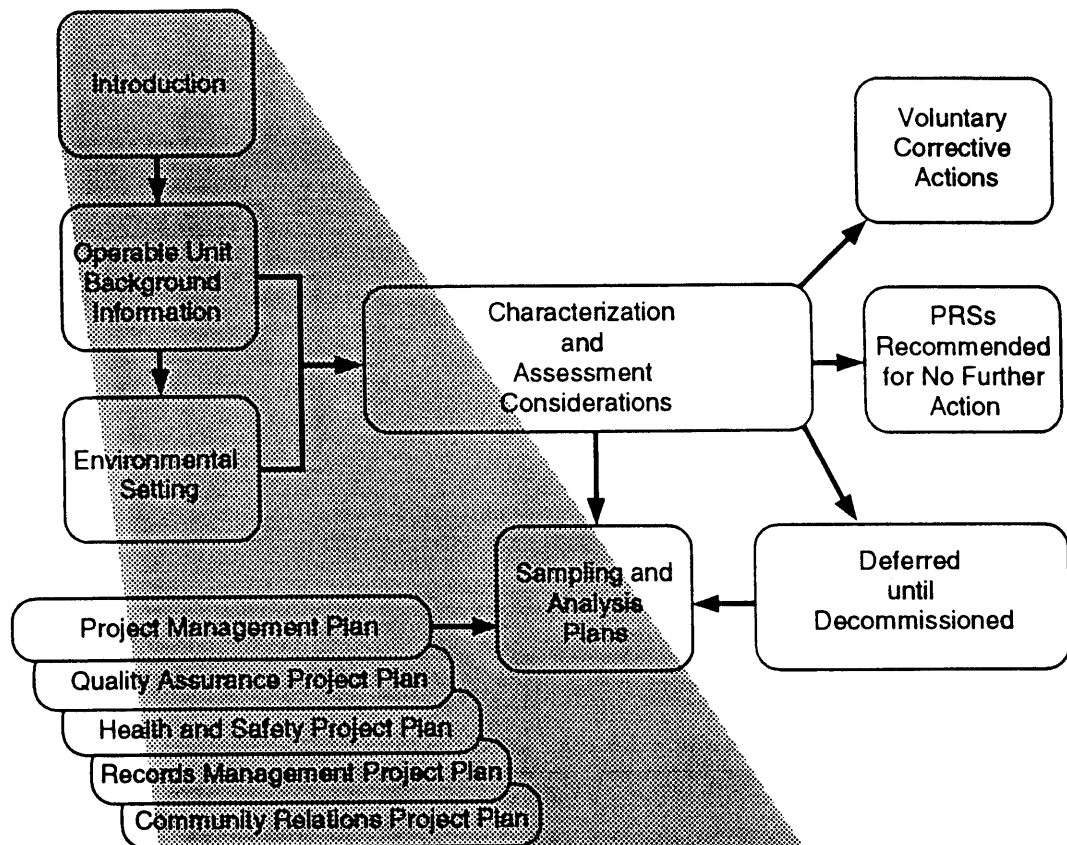 Introduction
Voluntary
Corrective
Actions
Operable Unit
Background
Information
Characterization
and
Assessment
Considerations
PRSs
Recommended
for No Further
Action
Environmental
Setting
Sampling and
Analysis
Plans
Deferred
until
Decommissioned
Project Management Plan
Quality Assurance Project Plan
Health and Safety Project Plan
Records Management Project Plan
Community Relations Project Plan